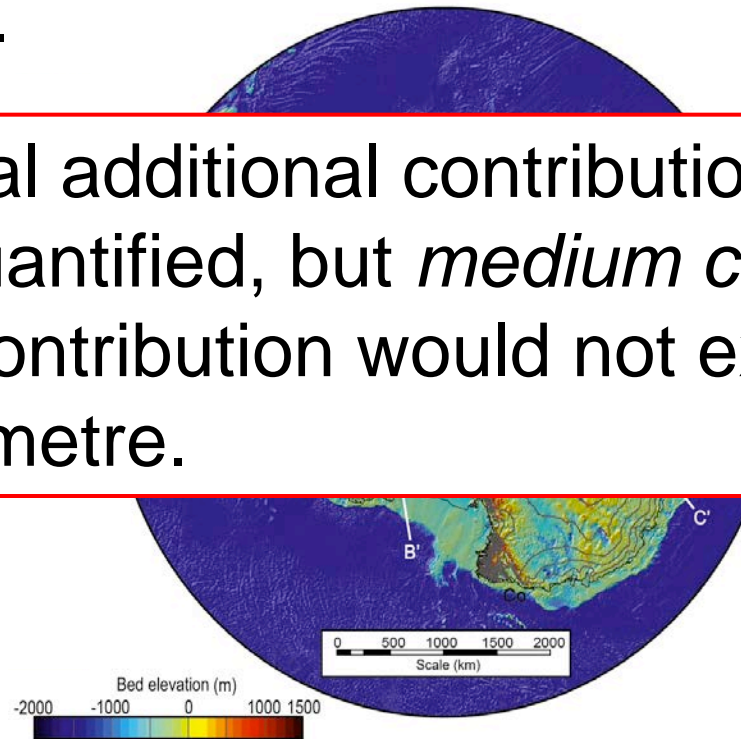 al additional contributio
uantified, but medium c
ontribution would not ex
metre.
C'
B'
Co
0 500 1000 1500 2000
Scale (km)
Bed elevation (m)
-2000 -1000 0 1000 1500